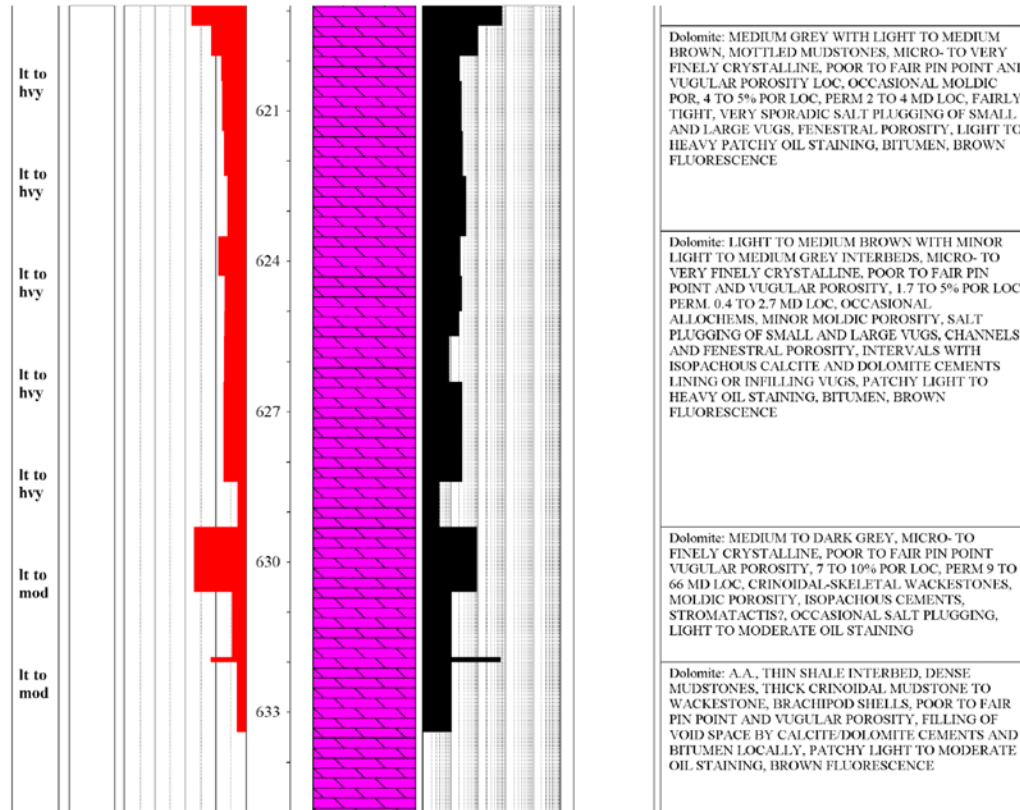 lt to
hvy
lt to
hvy
lt to
hvy
lt to
hvy
lt to
hvy
lt to
mod
lt to
mod
621
624
627
630
633
Dolomite: MEDIUM GREY WITH LIGHT TO MEDIUM
BROWN, MOTTLED MUDSTONES, MICRO- TO VERY
FINELY CRYSTALLINE, POOR TO FAIR PIN POINT AND
VUGULAR POROSITY LOC, OCCASIONAL MOLDIC
POR, 4 TO 5% POR LOC, PERM 2 TO 4 MD LOC, FAIRLY
TIGHT, VERY SPORADIC SALT PLUGGING OF SMALL
AND LARGE VUGS, FENESTRAL POROSITY, LIGHT TO
HEAVY PATCHY OIL STAINING, BITUMEN, BROWN
FLUORESCENCE
Dolomite: LIGHT TO MEDIUM BROWN WITH MINOR
LIGHT TO MEDIUM GREY INTERBEDS, MICRO- TO
VERY FINELY CRYSTALLINE, POOR TO FAIR PIN
POINT AND VUGULAR POROSITY, 1.7 TO 5% POR LOC
PERM. 0.4 TO 2.7 MD LOC, OCCASIONAL
ALLOCHEMS, MINOR MOLDIC POROSITY, SALT
PLUGGING OF SMALL AND LARGE VUGS, CHANNELS
AND FENESTRAL POROSITY, INTERVALS WITH
ISOPACHOUS CALCITE AND DOLOMITE CEMENTS
LINING OR INFILLING VUGS, PATCHY LIGHT TO
HEAVY OIL STAINING, BITUMEN, BROWN
FLUORESCENCE
Dolomite: MEDIUM TO DARK GREY, MICRO- TO
FINELY CRYSTALLINE, POOR TO FAIR PIN POINT
VUGULAR POROSITY, 7 TO 10% POR LOC, PERM 9 TO
66 MD LOC, CRINOIDAL-SKELETAL WACKESTONES,
MOLDIC POROSITY, ISOPACHOUS CEMENTS,
STROMATACTIS?, OCCASIONAL SALT PLUGGING,
LIGHT TO MODERATE OIL STAINING
Dolomite: A.A., THIN SHALE INTERBED, DENSE
MUDSTONES, THICK CRINOIDAL MUDSTONE TO
WACKESTONE, BRACHIPOD SHELLS, POOR TO FAIR
PIN POINT AND VUGULAR POROSITY, FILLING OF
VOID SPACE BY CALCITE/DOLOMITE CEMENTS AND
BITUMEN LOCALLY, PATCHY LIGHT TO MODERATE
OIL STAINING, BROWN FLUORESCENCE